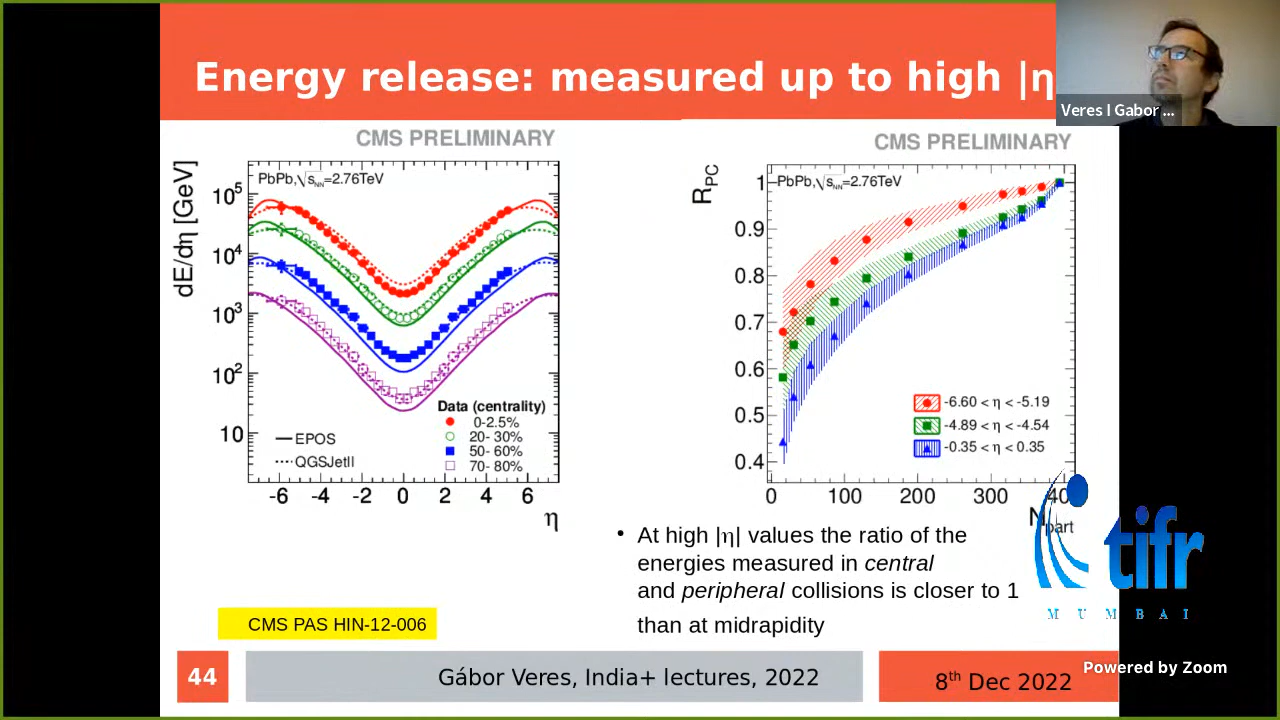 Energy release: measured up to high |η
Veres I Gabor ...
CMS PRELIMINARY
PbPb,√sNN=2.76TeV
dE/dη [GeV]
10⁵
10⁴
10³
10²
10
Data (centrality)
0-2.5%
20- 30%
50- 60%
70- 80%
EPOS
QGSJetII
-6 -4 -2 0 2 4 6
η
CMS PRELIMINARY
PbPb,√sNN=2.76TeV
RPC
1
0.9
0.8
0.7
0.6
0.5
0.4
-6.60 < η < -5.19
-4.89 < η < -4.54
-0.35 < η < 0.35
0 100 200 300 40
Npart
• At high |η| values the ratio of the
energies measured in central
and peripheral collisions is closer to 1
than at midrapidity
CMS PAS HIN-12-006
tifr
MUMBAI
44
Gábor Veres, India+ lectures, 2022
8th Dec 2022
Powered by Zoom